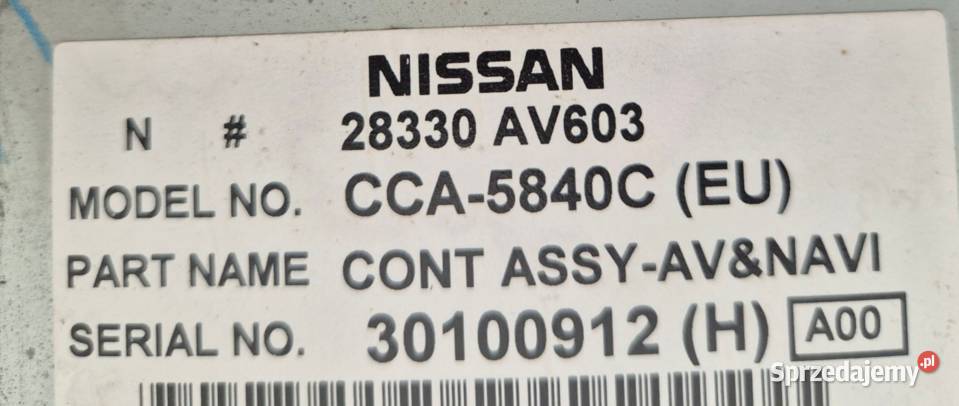 NISSAN
N # 28330 AV603
MODEL NO. CCA-5840C (EU)
PART NAME CONT ASSY-AV&NAVI
SERIAL NO. 30100912 (H) A00
Sprzedajemy.pl